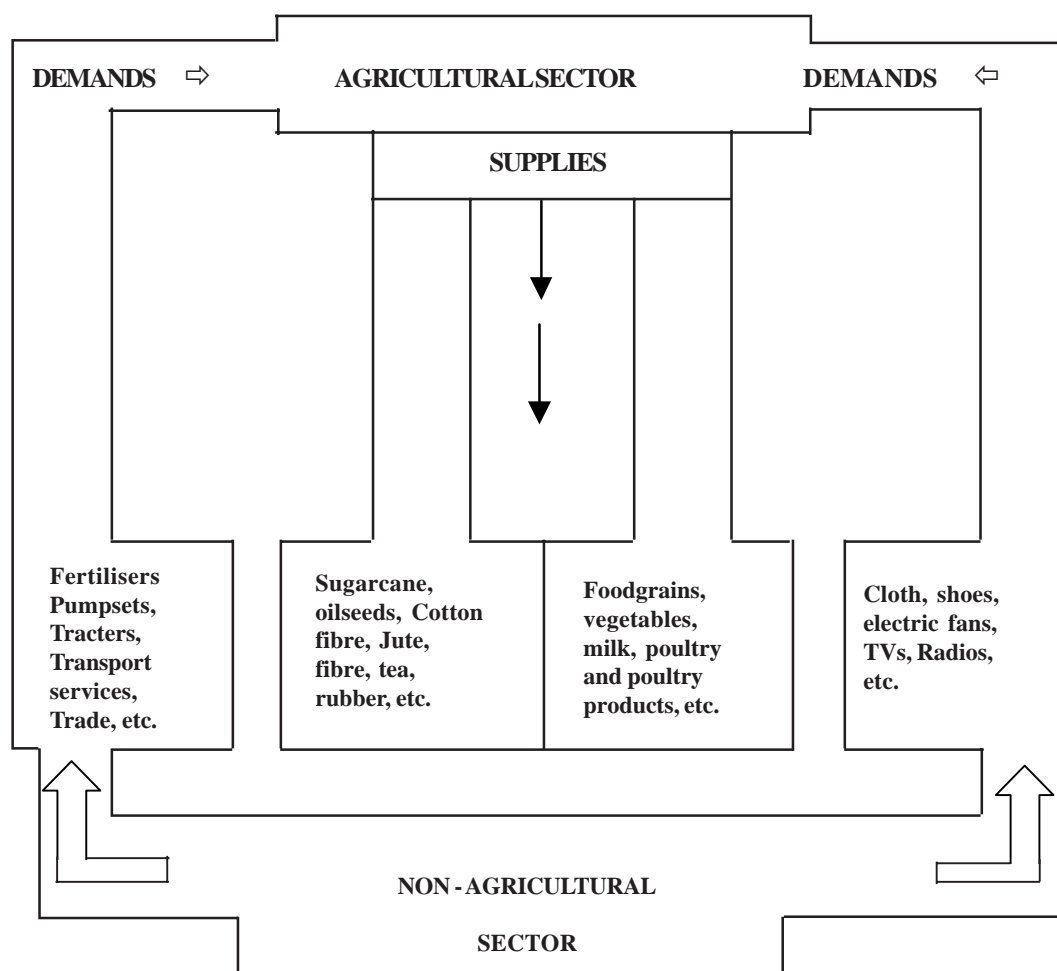 DEMANDS ⇨ AGRICULTURAL SECTOR DEMANDS ⇦
SUPPLIES
Fertilisers
Pumpsets,
Tracters,
Transport
services,
Trade, etc.
Sugarcane,
oilseeds, Cotton
fibre, Jute,
fibre, tea,
rubber, etc.
Foodgrains,
vegetables,
milk, poultry
and poultry
products, etc.
Cloth, shoes,
electric fans,
TVs, Radios,
etc.
NON - AGRICULTURAL
SECTOR